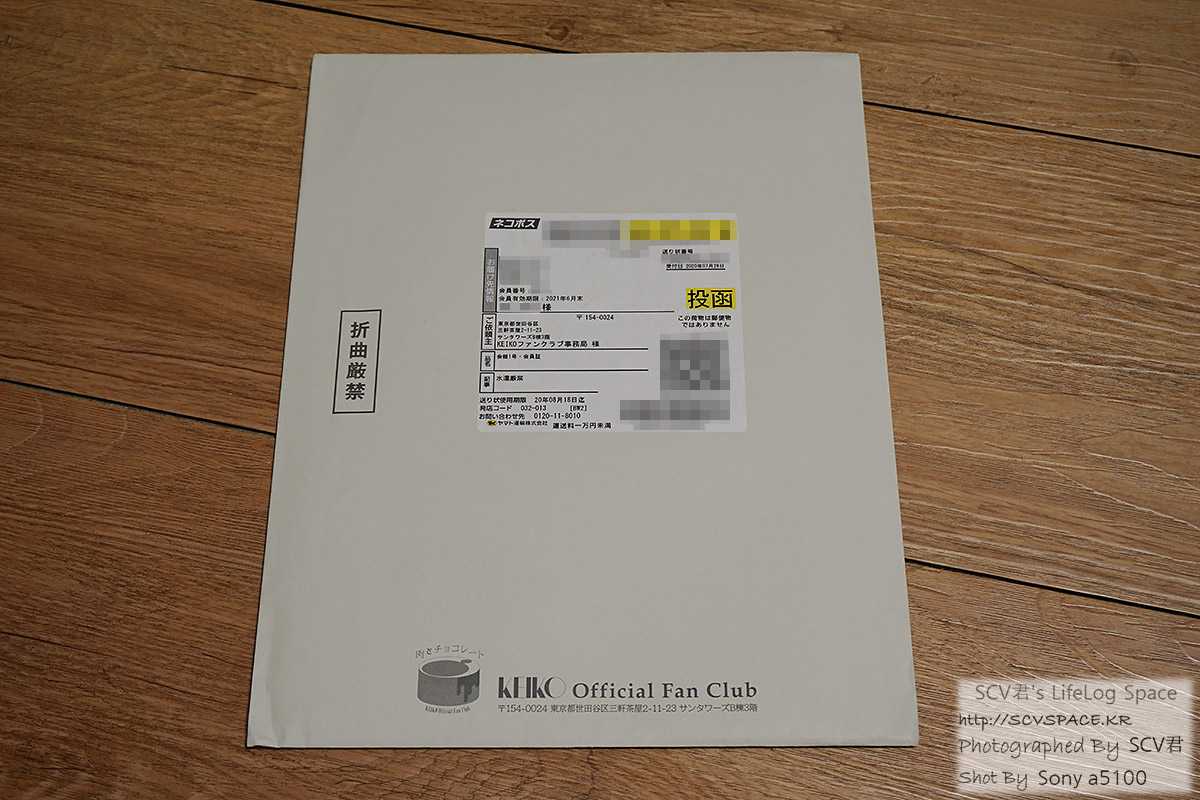 ネコポス
送り状番号
受付日 2020年07月28日
お届け先情報
会員番号:
会員有効期限:2021年6月末
様
投函
この荷物は郵便物
ではありません
〒 154-0024
ご依頼主
東京都世田谷区
三軒茶屋2-11-23
サンタワーズB棟3階
KEIKOファンクラブ事務局 様
品名
会報1号・会員証
記事
水濡厳禁
送り状使用期限 20年08月18日迄
発店コード 032-013 [BW2]
お問い合わせ先 0120-11-8010
ヤマト運輸株式会社 運送料一万円未満
折曲厳禁
肉とチョコレート
KEIKO Official Fan Club
KEIKO Official Fan Club
〒154-0024 東京都世田谷区三軒茶屋2-11-23 サンタワーズB棟3階
SCV君's LifeLog Space
http://SCVSPACE.KR
Photographed By SCV君
Shot By Sony a5100